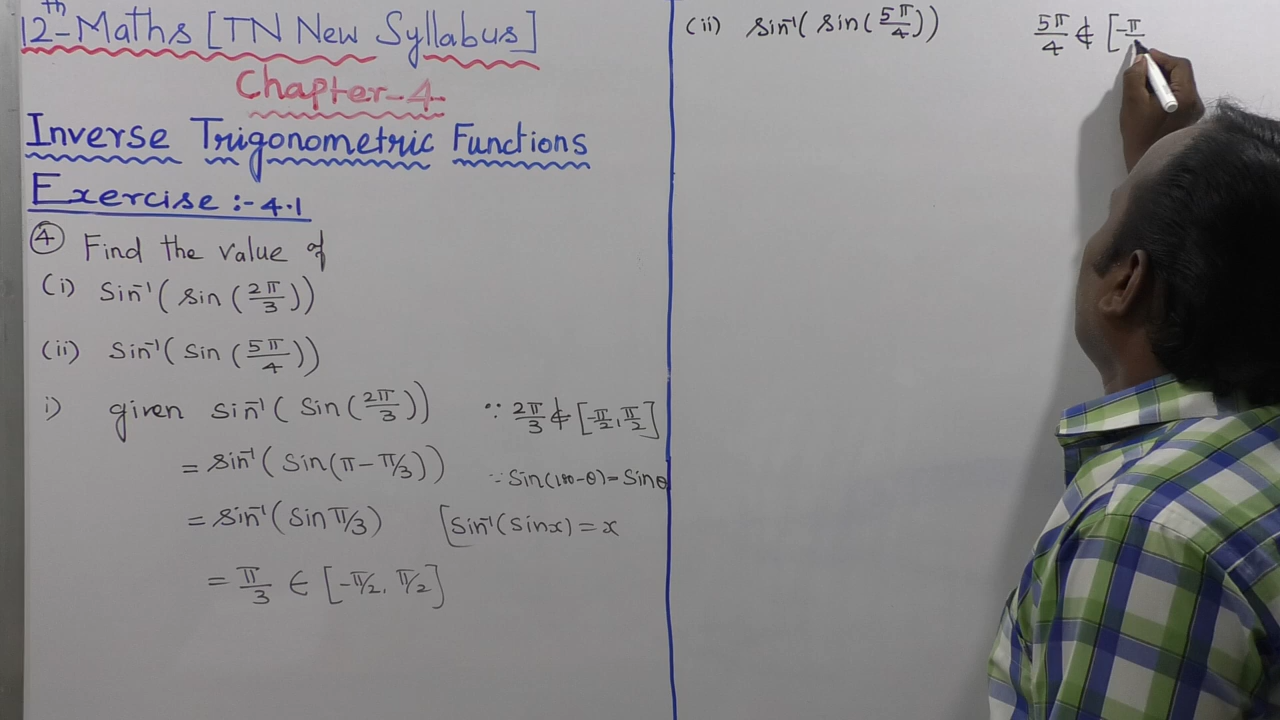 12th-Maths [TN New Syllabus]
Chapter-4
Inverse Trigonometric Functions
Exercise :- 4.1
④ Find the value of
(i) Sin⁻¹( sin ( 2π/3 ))
(ii) Sin⁻¹( Sin ( 5π/4 ))
i) given Sin⁻¹( Sin ( 2π/3 )) ∵ 2π/3 ∉ [-π/2, π/2]
= Sin⁻¹( Sin(π - π/3)) ∵ Sin(180-θ) = Sinθ
= Sin⁻¹( Sin π/3) [Sin⁻¹(Sinx) = x
= π/3 ∈ [-π/2, π/2]
(ii) Sin⁻¹( Sin ( 5π/4 )) 5π/4 ∉ [-π